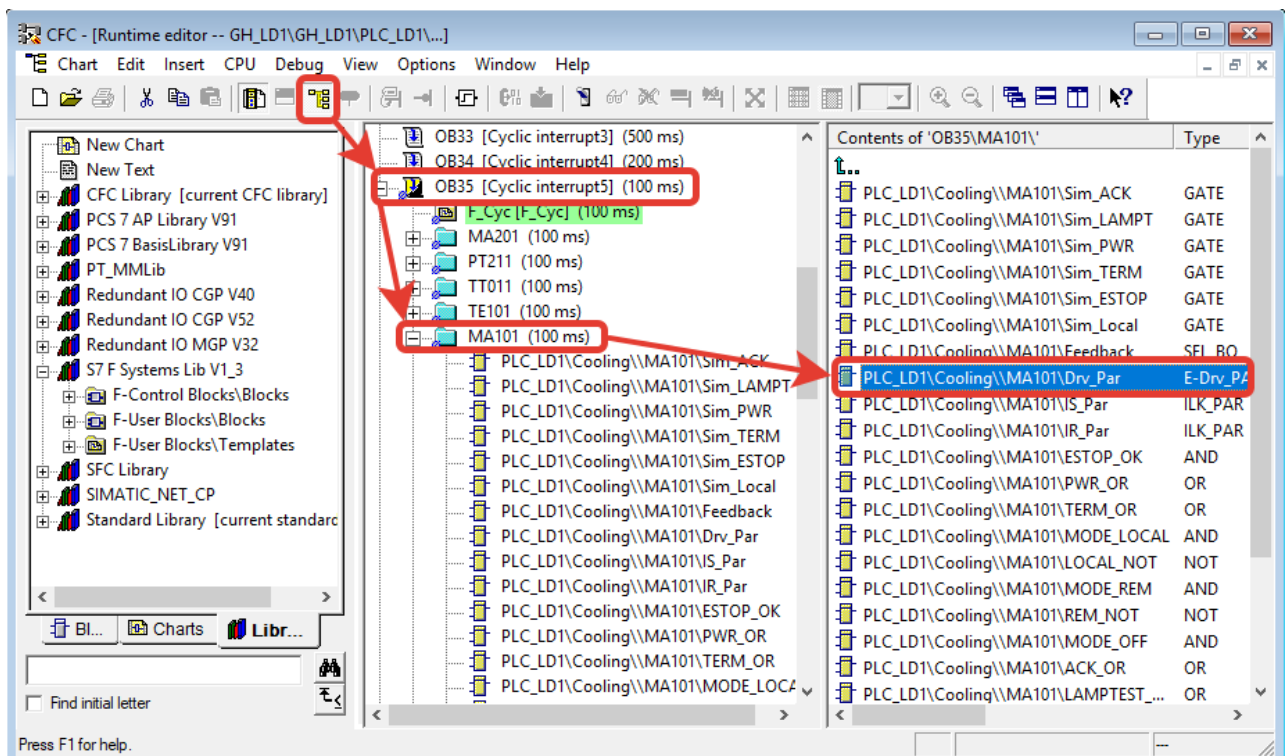 CFC - [Runtime editor -- GH_LD1\GH_LD1\PLC_LD1\...]
Chart Edit Insert CPU Debug View Options Window Help
New Chart
New Text
CFC Library [current CFC library]
PCS 7 AP Library V91
PCS 7 BasisLibrary V91
PT_MMLib
Redundant IO CGP V40
Redundant IO CGP V52
Redundant IO MGP V32
S7 F Systems Lib V1_3
F-Control Blocks\Blocks
F-User Blocks\Blocks
F-User Blocks\Templates
SFC Library
SIMATIC_NET_CP
Standard Library [current standard
Bl... Charts Libr...
Find initial letter
OB33 [Cyclic interrupt3] (500 ms)
OB34 [Cyclic interrupt4] (200 ms)
OB35 [Cyclic interrupt5] (100 ms)
F_Cyc [F_Cyc] (100 ms)
MA201 (100 ms)
PT211 (100 ms)
TT011 (100 ms)
TE101 (100 ms)
MA101 (100 ms)
PLC_LD1\Cooling\\MA101\Sim_ACK
PLC_LD1\Cooling\\MA101\Sim_LAMPT
PLC_LD1\Cooling\\MA101\Sim_PWR
PLC_LD1\Cooling\\MA101\Sim_TERM
PLC_LD1\Cooling\\MA101\Sim_ESTOP
PLC_LD1\Cooling\\MA101\Sim_Local
PLC_LD1\Cooling\\MA101\Feedback
PLC_LD1\Cooling\\MA101\Drv_Par
PLC_LD1\Cooling\\MA101\IS_Par
PLC_LD1\Cooling\\MA101\IR_Par
PLC_LD1\Cooling\\MA101\ESTOP_OK
PLC_LD1\Cooling\\MA101\PWR_OR
PLC_LD1\Cooling\\MA101\TERM_OR
PLC_LD1\Cooling\\MA101\MODE_LOCA
Contents of 'OB35\MA101\' Type
PLC_LD1\Cooling\\MA101\Sim_ACK GATE
PLC_LD1\Cooling\\MA101\Sim_LAMPT GATE
PLC_LD1\Cooling\\MA101\Sim_PWR GATE
PLC_LD1\Cooling\\MA101\Sim_TERM GATE
PLC_LD1\Cooling\\MA101\Sim_ESTOP GATE
PLC_LD1\Cooling\\MA101\Sim_Local GATE
PLC_LD1\Cooling\\MA101\Feedback SEL_BO
PLC_LD1\Cooling\\MA101\Drv_Par E-Drv_PA
PLC_LD1\Cooling\\MA101\IS_Par ILK_PAR
PLC_LD1\Cooling\\MA101\IR_Par ILK_PAR
PLC_LD1\Cooling\\MA101\ESTOP_OK AND
PLC_LD1\Cooling\\MA101\PWR_OR OR
PLC_LD1\Cooling\\MA101\TERM_OR OR
PLC_LD1\Cooling\\MA101\MODE_LOCAL AND
PLC_LD1\Cooling\\MA101\LOCAL_NOT NOT
PLC_LD1\Cooling\\MA101\MODE_REM AND
PLC_LD1\Cooling\\MA101\REM_NOT NOT
PLC_LD1\Cooling\\MA101\MODE_OFF AND
PLC_LD1\Cooling\\MA101\ACK_OR OR
PLC_LD1\Cooling\\MA101\LAMPTEST_... OR
Press F1 for help.
---